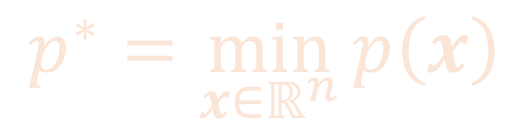 p* = min p(x)
x∈ℝⁿ